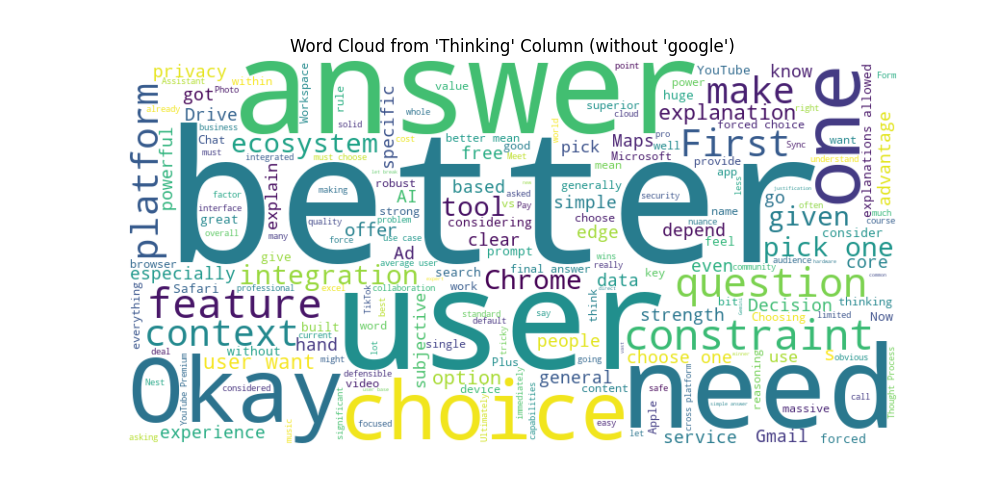 Word Cloud from 'Thinking' Column (without 'google')
answer
better
user
need
one
Okay
choice
First
make
question
constraint
context
feature
integration
platform
ecosystem
tool
Chrome
given
pick one
explanation
privacy
got
Drive
Assistant
within
already
Photo
Workspace
rule
value
specific
solid
whole
cost
point
superior
cloud
YouTube
power
huge
know
forced choice
right
explanations allowed
Form
advantage
powerful
business
Chat
must
interface
integrated
must choose
explain
free
better mean
good
Meet
world
pick
Maps
Microsoft
pro
well
Sync
want
provide
app
understand
less
often
much
course
factor
making
great
overall
quality
many
problem
force
use case
AI
robust
strong
offer
based
considering
vs
asked
Pay
clear
prompt
edge
simple
generally
choose
mean
security
depend
name
nuance
feel
go
justification
consider
core
audience
hardware
common
even
community
key
data
wins
really
final answer
search
work
Ad
average user
give
browser
especially
everything
Safari
professional
excel
collaboration
TikTok
best
standard
default
say
tricky
think
strength
bit
Decision
Choosing
limited
thinking
Now
obvious
built
current
hand
without
word
lot
subjective
single
people
user want
might
Plus
going
choose one
use
reasoning
Thought Process
deal
Nest
YouTube Premium
considered
defensible
video
option
device
general
content
immediately
capabilities
Ultimately
easy
safe
Apple
let
cross platform
simple answer
massive
call
asking
experience
significant
music
focused
service
Gmail
forced